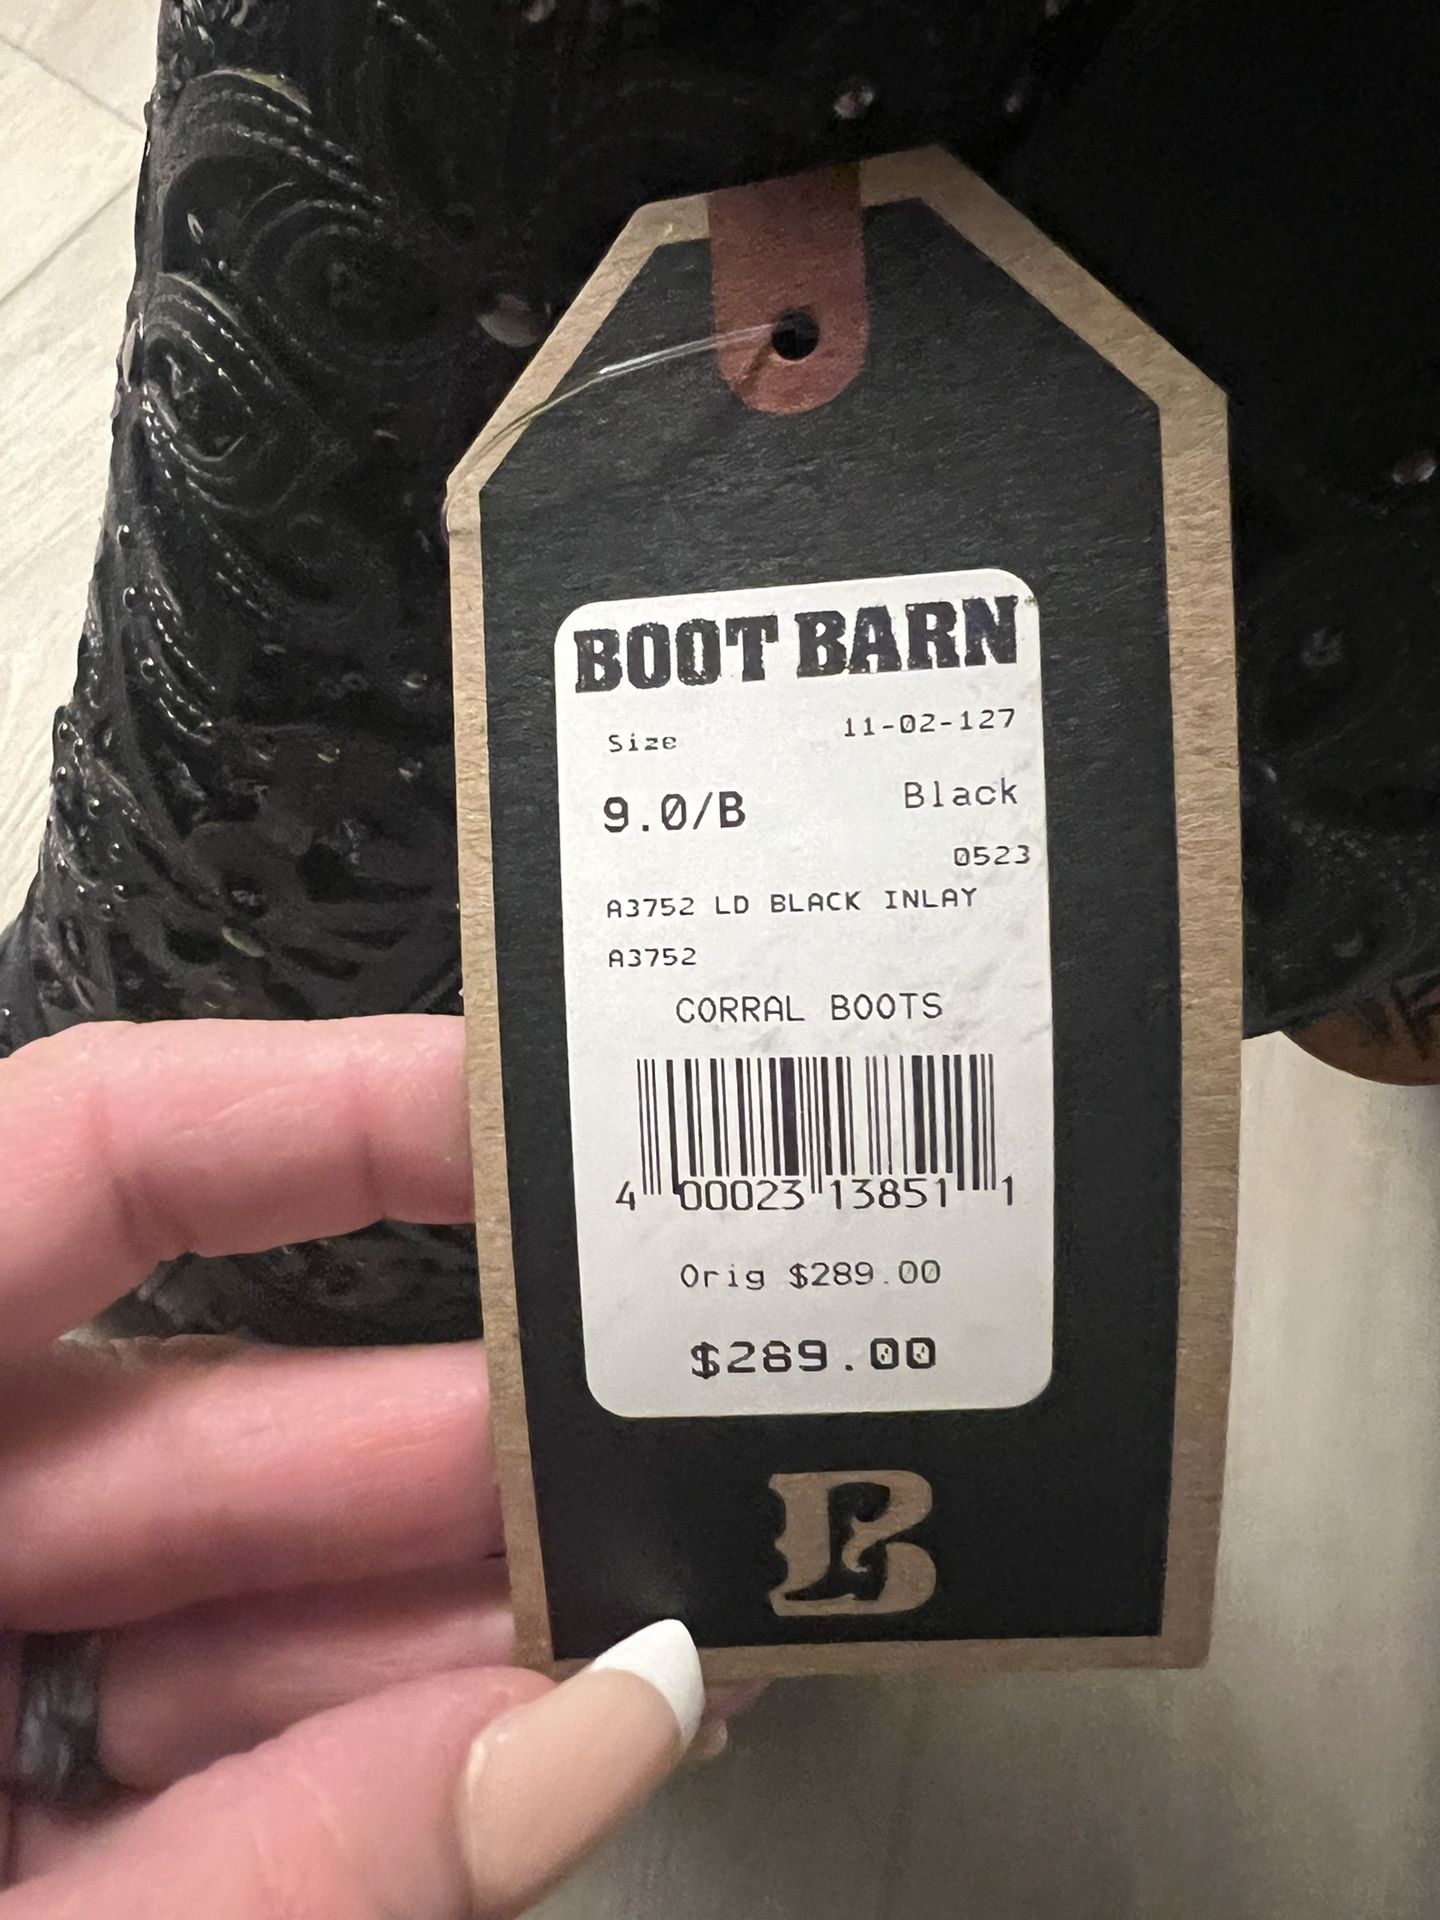 BOOT BARN
Size 11-02-127
9.0/B Black
0523
A3752 LD BLACK INLAY
A3752
CORRAL BOOTS
4 00023 13851 1
Orig $289.00
$289.00
B